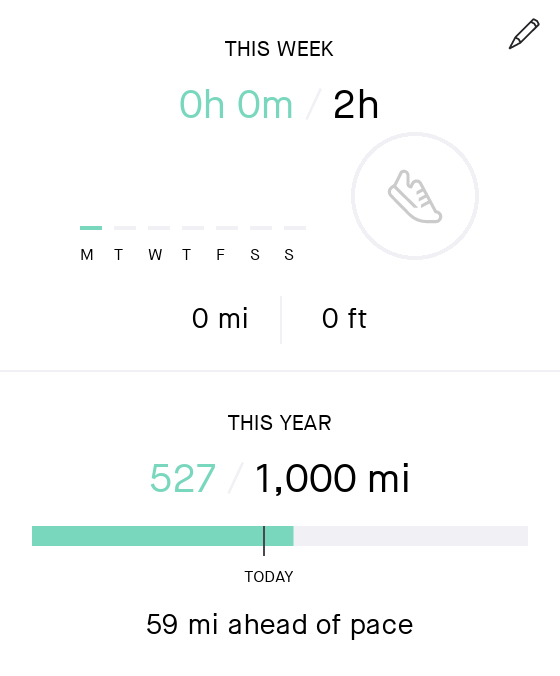 THIS WEEK
0h 0m / 2h
M T W T F S S
0 mi 0 ft
THIS YEAR
527 / 1,000 mi
TODAY
59 mi ahead of pace